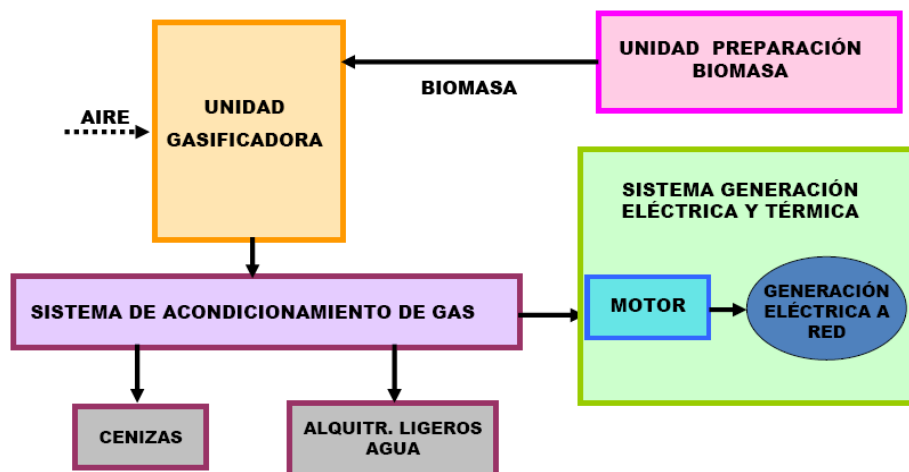 UNIDAD PREPARACIÓN
BIOMASA
BIOMASA
AIRE
UNIDAD
GASIFICADORA
SISTEMA GENERACIÓN
ELÉCTRICA Y TÉRMICA
SISTEMA DE ACONDICIONAMIENTO DE GAS
MOTOR
GENERACIÓN
ELÉCTRICA A
RED
CENIZAS
ALQUITR. LIGEROS
AGUA